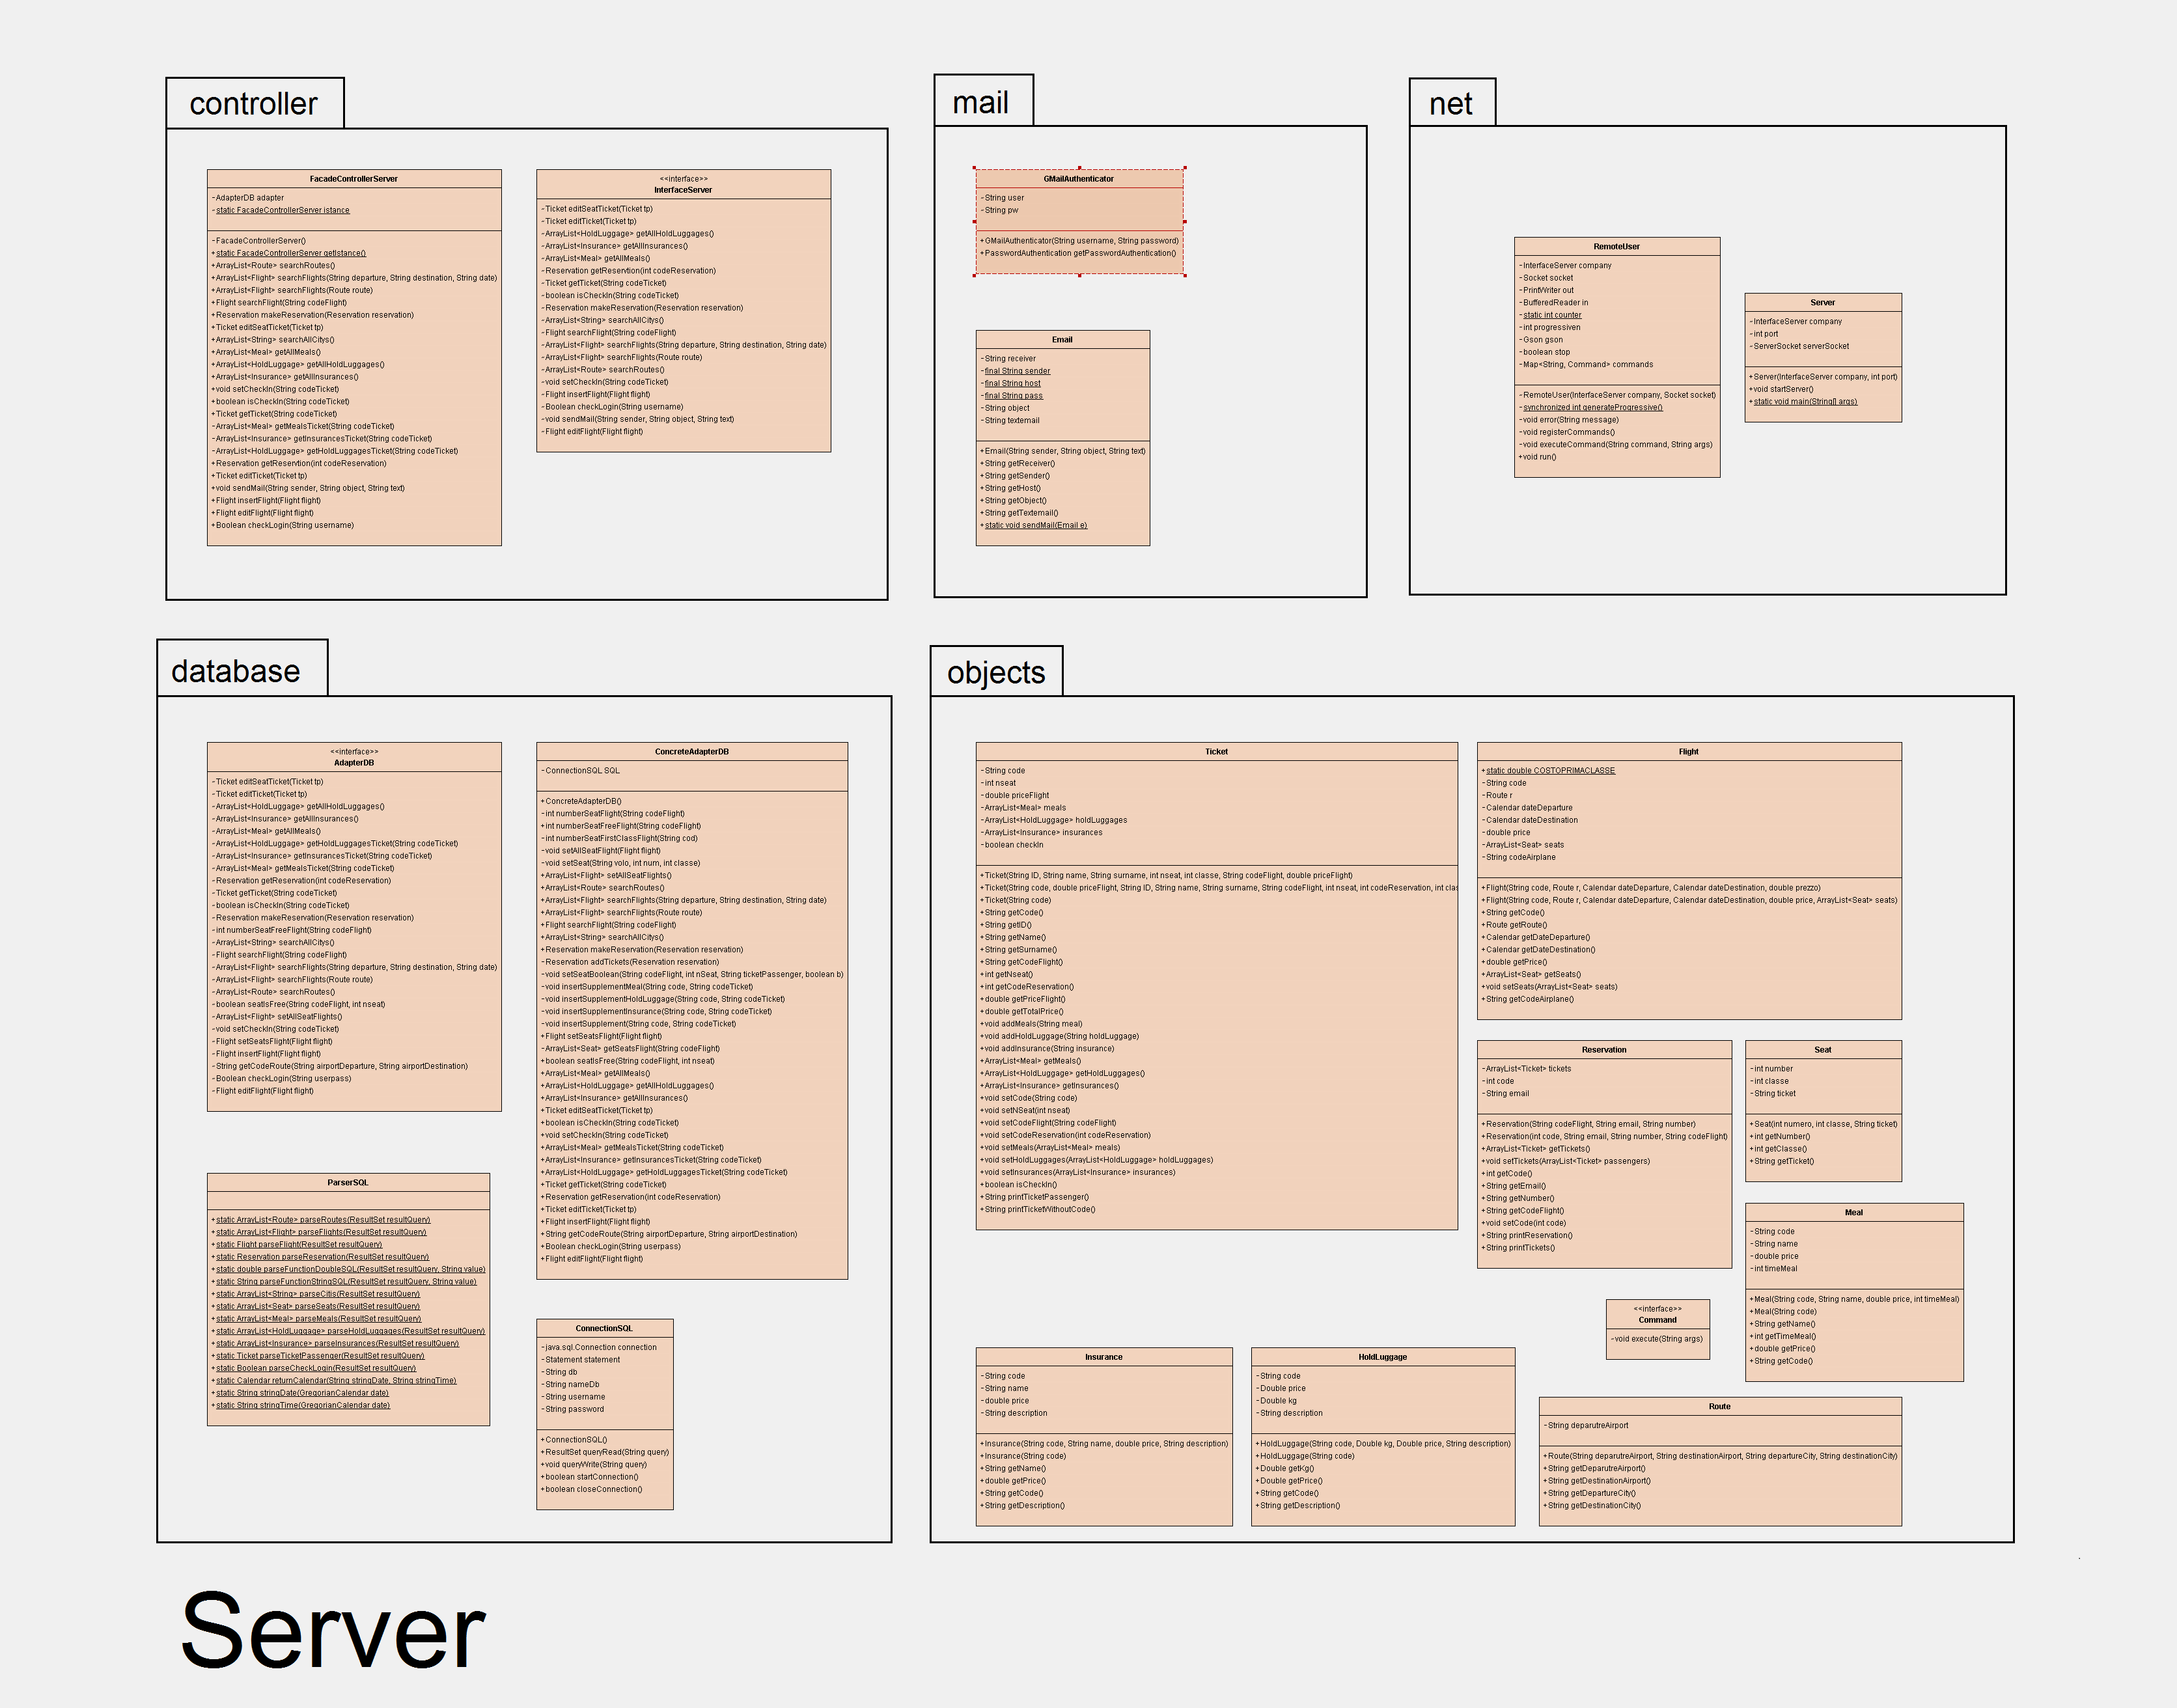 controller
FacadeControllerServer
-AdapterDB adapter
-static FacadeControllerServer istance
-FacadeControllerServer()
+static FacadeControllerServer getIstance()
+ArrayList<Route> searchRoutes()
+ArrayList<Flight> searchFlights(String departure, String destination, String date)
+ArrayList<Flight> searchFlights(Route route)
+Flight searchFlight(String codeFlight)
+Reservation makeReservation(Reservation reservation)
+Ticket editSeatTicket(Ticket tp)
+ArrayList<String> searchAllCitys()
+ArrayList<Meal> getAllMeals()
+ArrayList<HoldLuggage> getAllHoldLuggages()
+ArrayList<Insurance> getAllInsurances()
+void setCheckIn(String codeTicket)
+boolean isCheckIn(String codeTicket)
+Ticket getTicket(String codeTicket)
-ArrayList<Meal> getMealsTicket(String codeTicket)
-ArrayList<Insurance> getInsurancesTicket(String codeTicket)
-ArrayList<HoldLuggage> getHoldLuggagesTicket(String codeTicket)
+Reservation getReservtion(int codeReservation)
+Ticket editTicket(Ticket tp)
+void sendMail(String sender, String object, String text)
+Flight insertFlight(Flight flight)
+Flight editFlight(Flight flight)
+Boolean checkLogin(String username)
<<interface>>
InterfaceServer
-Ticket editSeatTicket(Ticket tp)
-Ticket editTicket(Ticket tp)
-ArrayList<HoldLuggage> getAllHoldLuggages()
-ArrayList<Insurance> getAllInsurances()
-ArrayList<Meal> getAllMeals()
-Reservation getReservtion(int codeReservation)
-Ticket getTicket(String codeTicket)
-boolean isCheckIn(String codeTicket)
-Reservation makeReservation(Reservation reservation)
-ArrayList<String> searchAllCitys()
-Flight searchFlight(String codeFlight)
-ArrayList<Flight> searchFlights(String departure, String destination, String date)
-ArrayList<Flight> searchFlights(Route route)
-ArrayList<Route> searchRoutes()
-void setCheckIn(String codeTicket)
-Flight insertFlight(Flight flight)
-Boolean checkLogin(String username)
-void sendMail(String sender, String object, String text)
-Flight editFlight(Flight flight)
mail
GMailAuthenticator
-String user
-String pw
+GMailAuthenticator(String username, String password)
+PasswordAuthentication getPasswordAuthentication()
Email
-String receiver
-final String sender
-final String host
-final String pass
-String object
-String textemail
+Email(String sender, String object, String text)
+String getReceiver()
+String getSender()
+String getHost()
+String getObject()
+String getTextemail()
+static void sendMail(Email e)
net
RemoteUser
-InterfaceServer company
-Socket socket
-PrintWriter out
-BufferedReader in
-static int counter
-int progressiven
-Gson gson
-boolean stop
-Map<String, Command> commands
-RemoteUser(InterfaceServer company, Socket socket)
-synchronized int generateProgressive()
-void error(String message)
-void registerCommands()
-void executeCommand(String command, String args)
+void run()
Server
-InterfaceServer company
-int port
-ServerSocket serverSocket
+Server(InterfaceServer company, int port)
+void startServer()
+static void main(String[] args)
database
<<interface>>
AdapterDB
-Ticket editSeatTicket(Ticket tp)
-Ticket editTicket(Ticket tp)
-ArrayList<HoldLuggage> getAllHoldLuggages()
-ArrayList<Insurance> getAllInsurances()
-ArrayList<Meal> getAllMeals()
-ArrayList<HoldLuggage> getHoldLuggagesTicket(String codeTicket)
-ArrayList<Insurance> getInsurancesTicket(String codeTicket)
-ArrayList<Meal> getMealsTicket(String codeTicket)
-Reservation getReservation(int codeReservation)
-Ticket getTicket(String codeTicket)
-boolean isCheckIn(String codeTicket)
-Reservation makeReservation(Reservation reservation)
-int numberSeatFreeFlight(String codeFlight)
-ArrayList<String> searchAllCitys()
-Flight searchFlight(String codeFlight)
-ArrayList<Flight> searchFlights(String departure, String destination, String date)
-ArrayList<Flight> searchFlights(Route route)
-ArrayList<Route> searchRoutes()
-boolean seatIsFree(String codeFlight, int nseat)
-ArrayList<Flight> setAllSeatFlights()
-void setCheckIn(String codeTicket)
-Flight setSeatsFlight(Flight flight)
-Flight insertFlight(Flight flight)
-String getCodeRoute(String airportDeparture, String airportDestination)
-Boolean checkLogin(String userpass)
-Flight editFlight(Flight flight)
ParserSQL
+static ArrayList<Route> parseRoutes(ResultSet resultQuery)
+static ArrayList<Flight> parseFlights(ResultSet resultQuery)
+static Flight parseFlight(ResultSet resultQuery)
+static Reservation parseReservation(ResultSet resultQuery)
+static double parseFunctionDoubleSQL(ResultSet resultQuery, String value)
+static String parseFunctionStringSQL(ResultSet resultQuery, String value)
+static ArrayList<String> parseCitis(ResultSet resultQuery)
+static ArrayList<Seat> parseSeats(ResultSet resultQuery)
+static ArrayList<Meal> parseMeals(ResultSet resultQuery)
+static ArrayList<HoldLuggage> parseHoldLuggages(ResultSet resultQuery)
+static ArrayList<Insurance> parseInsurances(ResultSet resultQuery)
+static Ticket parseTicketPassenger(ResultSet resultQuery)
+static Boolean parseCheckLogin(ResultSet resultQuery)
+static Calendar returnCalendar(String stringDate, String stringTime)
+static String stringDate(GregorianCalendar date)
+static String stringTime(GregorianCalendar date)
ConcreteAdapterDB
-ConnectionSQL SQL
+ConcreteAdapterDB()
-int numberSeatFlight(String codeFlight)
+int numberSeatFreeFlight(String codeFlight)
-int numberSeatFirstClassFlight(String cod)
-void setAllSeatFlight(Flight flight)
-void setSeat(String volo, int num, int classe)
+ArrayList<Flight> setAllSeatFlights()
+ArrayList<Route> searchRoutes()
+ArrayList<Flight> searchFlights(String departure, String destination, String date)
+ArrayList<Flight> searchFlights(Route route)
+Flight searchFlight(String codeFlight)
+ArrayList<String> searchAllCitys()
+Reservation makeReservation(Reservation reservation)
-Reservation addTickets(Reservation reservation)
-void setSeatBoolean(String codeFlight, int nSeat, String ticketPassenger, boolean b)
-void insertSupplementMeal(String code, String codeTicket)
-void insertSupplementHoldLuggage(String code, String codeTicket)
-void insertSupplementInsurance(String code, String codeTicket)
-void insertSupplement(String code, String codeTicket)
+Flight setSeatsFlight(Flight flight)
-ArrayList<Seat> getSeatsFlight(String codeFlight)
+boolean seatIsFree(String codeFlight, int nseat)
+ArrayList<Meal> getAllMeals()
+ArrayList<HoldLuggage> getAllHoldLuggages()
+ArrayList<Insurance> getAllInsurances()
+Ticket editSeatTicket(Ticket tp)
+boolean isCheckIn(String codeTicket)
+void setCheckIn(String codeTicket)
+ArrayList<Meal> getMealsTicket(String codeTicket)
+ArrayList<Insurance> getInsurancesTicket(String codeTicket)
+ArrayList<HoldLuggage> getHoldLuggagesTicket(String codeTicket)
+Ticket getTicket(String codeTicket)
+Reservation getReservation(int codeReservation)
+Ticket editTicket(Ticket tp)
+Flight insertFlight(Flight flight)
+String getCodeRoute(String airportDeparture, String airportDestination)
+Boolean checkLogin(String userpass)
+Flight editFlight(Flight flight)
ConnectionSQL
-java.sql.Connection connection
-Statement statement
-String db
-String nameDb
-String username
-String password
+ConnectionSQL()
+ResultSet queryRead(String query)
+void queryWrite(String query)
+boolean startConnection()
+boolean closeConnection()
objects
Ticket
-String code
-int nseat
-double priceFlight
-ArrayList<Meal> meals
-ArrayList<HoldLuggage> holdLuggages
-ArrayList<Insurance> insurances
-boolean checkIn
+Ticket(String ID, String name, String surname, int nseat, int classe, String codeFlight, double priceFlight)
+Ticket(String code, double priceFlight, String ID, String name, String surname, String codeFlight, int nseat, int codeReservation, int clas
+Ticket(String code)
+String getCode()
+String getID()
+String getName()
+String getSurname()
+String getCodeFlight()
+int getNseat()
+int getCodeReservation()
+double getPriceFlight()
+double getTotalPrice()
+void addMeals(String meal)
+void addHoldLuggage(String holdLuggage)
+void addInsurance(String insurance)
+ArrayList<Meal> getMeals()
+ArrayList<HoldLuggage> getHoldLuggages()
+ArrayList<Insurance> getInsurances()
+void setCode(String code)
+void setNSeat(int nseat)
+void setCodeFlight(String codeFlight)
+void setCodeReservation(int codeReservation)
+void setMeals(ArrayList<Meal> meals)
+void setHoldLuggages(ArrayList<HoldLuggage> holdLuggages)
+void setInsurances(ArrayList<Insurance> insurances)
+boolean isCheckIn()
+String printTicketPassenger()
+String printTicketWithoutCode()
Flight
+static double COSTOPRIMACLASSE
-String code
-Route r
-Calendar dateDeparture
-Calendar dateDestination
-double price
-ArrayList<Seat> seats
-String codeAirplane
+Flight(String code, Route r, Calendar dateDeparture, Calendar dateDestination, double prezzo)
+Flight(String code, Route r, Calendar dateDeparture, Calendar dateDestination, double price, ArrayList<Seat> seats)
+String getCode()
+Route getRoute()
+Calendar getDateDeparture()
+Calendar getDateDestination()
+double getPrice()
+ArrayList<Seat> getSeats()
+void setSeats(ArrayList<Seat> seats)
+String getCodeAirplane()
Reservation
-ArrayList<Ticket> tickets
-int code
-String email
+Reservation(String codeFlight, String email, String number)
+Reservation(int code, String email, String number, String codeFlight)
+ArrayList<Ticket> getTickets()
+void setTickets(ArrayList<Ticket> passengers)
+int getCode()
+String getEmail()
+String getNumber()
+String getCodeFlight()
+void setCode(int code)
+String printReservation()
+String printTickets()
Seat
-int number
-int classe
-String ticket
+Seat(int numero, int classe, String ticket)
+int getNumber()
+int getClasse()
+String getTicket()
Meal
-String code
-String name
-double price
-int timeMeal
+Meal(String code, String name, double price, int timeMeal)
+Meal(String code)
+String getName()
+int getTimeMeal()
+double getPrice()
+String getCode()
<<interface>>
Command
-void execute(String args)
Insurance
-String code
-String name
-double price
-String description
+Insurance(String code, String name, double price, String description)
+Insurance(String code)
+String getName()
+double getPrice()
+String getCode()
+String getDescription()
HoldLuggage
-String code
-Double price
-Double kg
-String description
+HoldLuggage(String code, Double kg, Double price, String description)
+HoldLuggage(String code)
+Double getKg()
+Double getPrice()
+String getCode()
+String getDescription()
Route
-String deparutreAirport
+Route(String deparutreAirport, String destinationAirport, String departureCity, String destinationCity)
+String getDeparutreAirport()
+String getDestinationAirport()
+String getDepartureCity()
+String getDestinationCity()
Server